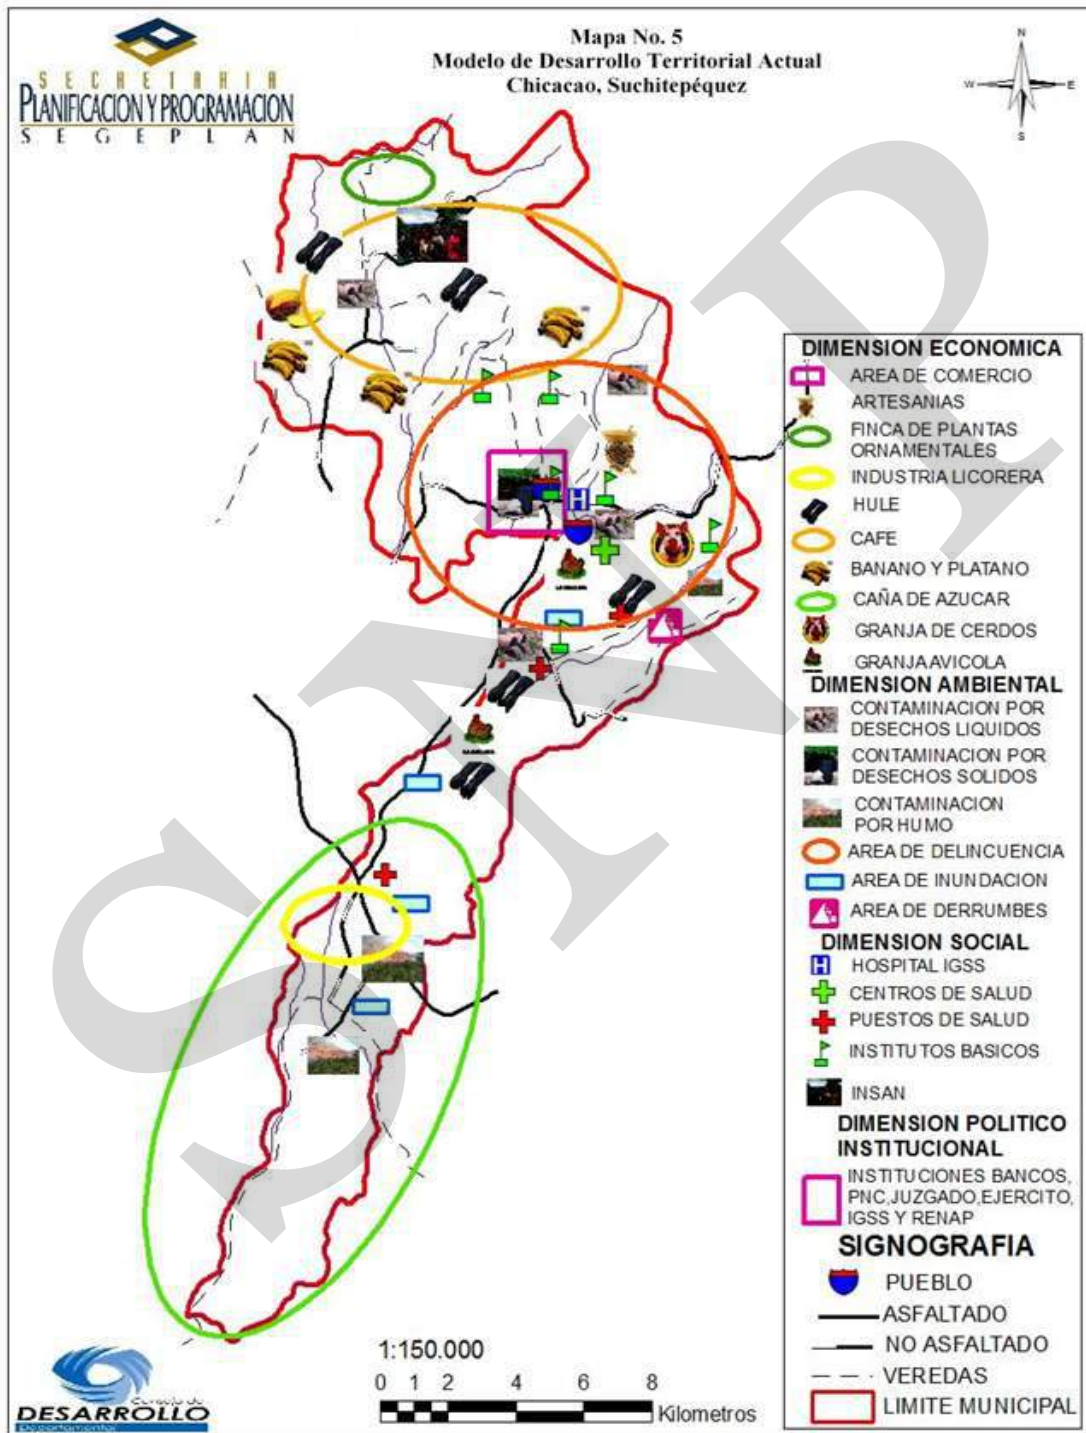 SECRETARIA
PLANIFICACION Y PROGRAMACION
SEGEPLAN
Mapa No. 5
Modelo de Desarrollo Territorial Actual
Chicacao, Suchitepéquez
N
W
E
S
SINIP
DIMENSION ECONOMICA
AREA DE COMERCIO
ARTESANIAS
FINCA DE PLANTAS
ORNAMENTALES
INDUSTRIA LICORERA
HULE
CAFE
BANANO Y PLATANO
CAÑA DE AZUCAR
GRANJA DE CERDOS
GRANJA AVICOLA
DIMENSION AMBIENTAL
CONTAMINACION POR
DESECHOS LIQUIDOS
CONTAMINACION POR
DESECHOS SOLIDOS
CONTAMINACION
POR HUMO
AREA DE DELINCUENCIA
AREA DE INUNDACION
AREA DE DERRUMBES
DIMENSION SOCIAL
H
HOSPITAL IGSS
CENTROS DE SALUD
PUESTOS DE SALUD
INSTITUTOS BASICOS
INSAN
DIMENSION POLITICO
INSTITUCIONAL
INSTITUCIONES BANCOS,
PNC,JUZGADO,EJERCITO,
IGSS Y RENAP
SIGNOGRAFIA
PUEBLO
ASFALTADO
NO ASFALTADO
VEREDAS
LIMITE MUNICIPAL
H
1:150.000
0 1 2 4 6 8
Kilometros
Consejo de
DESARROLLO
Departamental